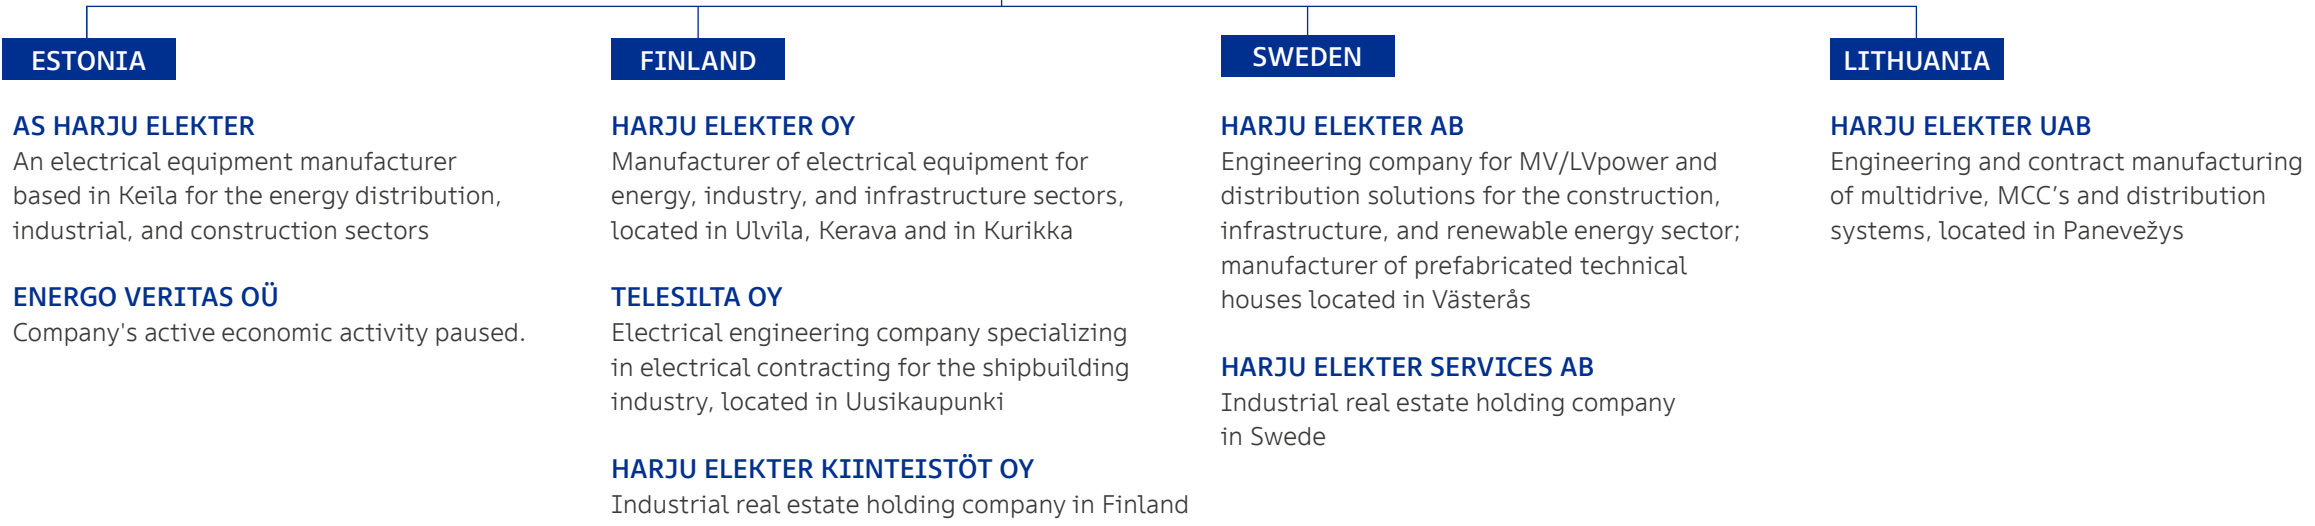 ESTONIA
AS HARJU ELEKTER
An electrical equipment manufacturer
based in Keila for the energy distribution,
industrial, and construction sectors
ENERGO VERITAS OÜ
Company's active economic activity paused.
FINLAND
HARJU ELEKTER OY
Manufacturer of electrical equipment for
energy, industry, and infrastructure sectors,
located in Ulvila, Kerava and in Kurikka
TELESILTA OY
Electrical engineering company specializing
in electrical contracting for the shipbuilding
industry, located in Uusikaupunki
HARJU ELEKTER KIINTEISTÖT OY
Industrial real estate holding company in Finland
SWEDEN
HARJU ELEKTER AB
Engineering company for MV/LVpower and
distribution solutions for the construction,
infrastructure, and renewable energy sector;
manufacturer of prefabricated technical
houses located in Västerås
HARJU ELEKTER SERVICES AB
Industrial real estate holding company
in Swede
LITHUANIA
HARJU ELEKTER UAB
Engineering and contract manufacturing
of multidrive, MCC’s and distribution
systems, located in Panevežys